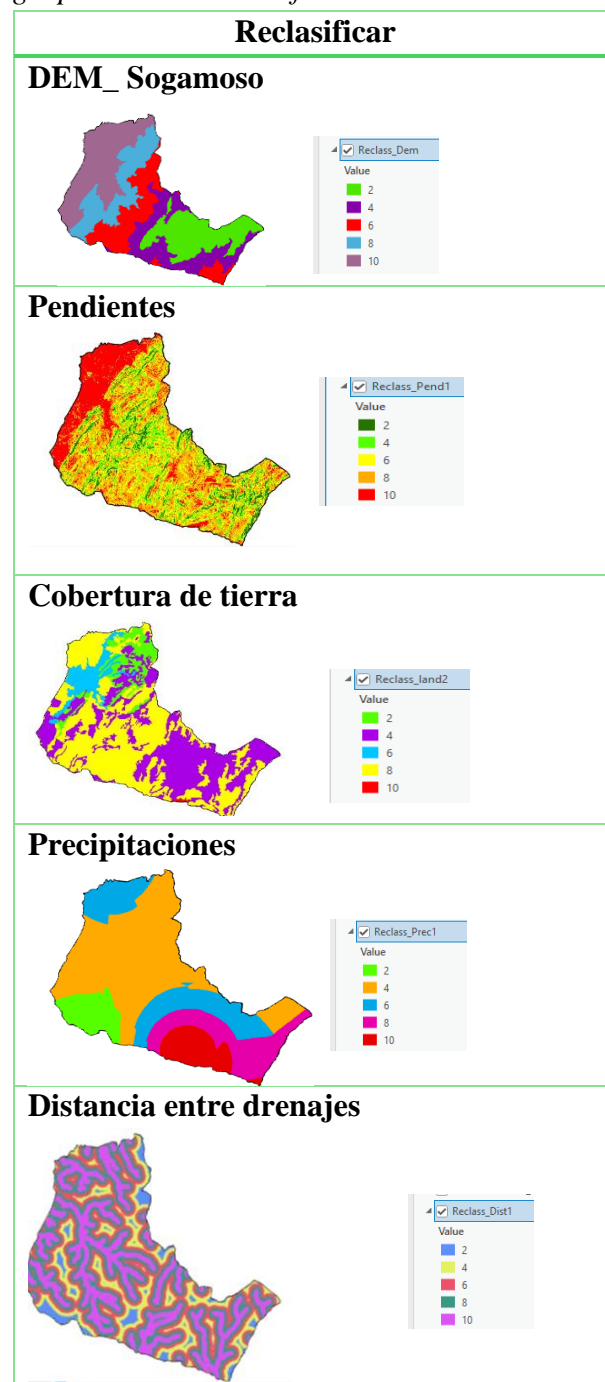 Reclasificar
DEM_ Sogamoso
Reclass_Dem
Value
2
4
6
8
10
Pendientes
Reclass_Pend1
Value
2
4
6
8
10
Cobertura de tierra
Reclass_land2
Value
2
4
6
8
10
Precipitaciones
Reclass_Prec1
Value
2
4
6
8
10
Distancia entre drenajes
Reclass_Dist1
Value
2
4
6
8
10